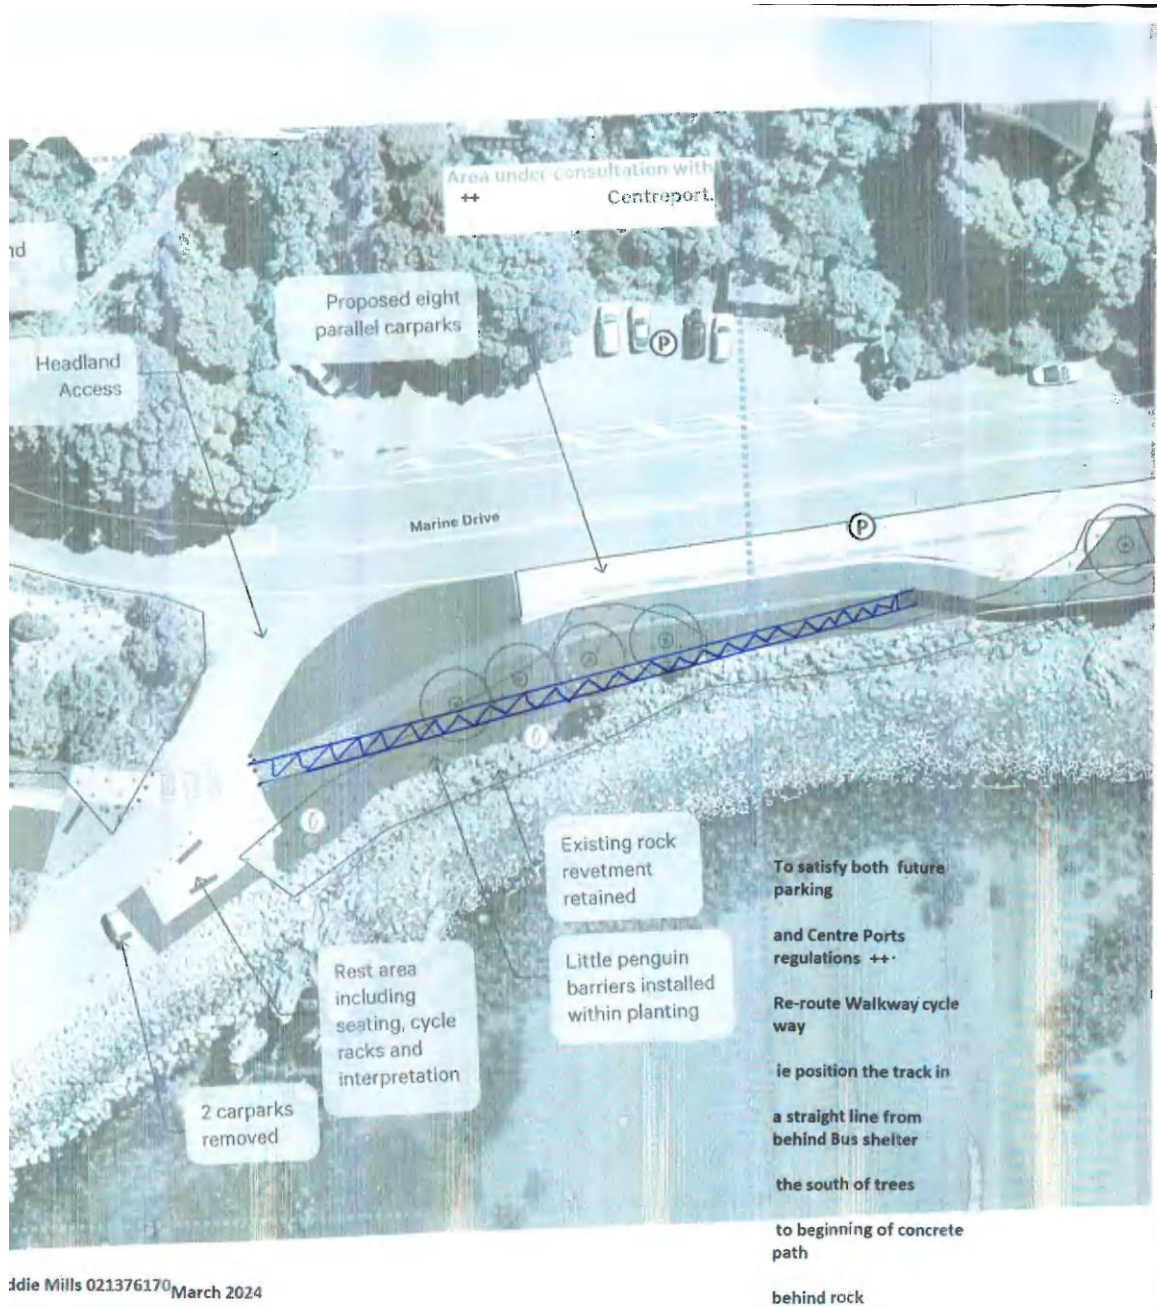 Area under consultation with
++ Centreport.
nd
Proposed eight
parallel carparks
Headland
Access
P
Marine Drive
P
Existing rock
revetment
retained
Little penguin
barriers installed
within planting
Rest area
including
seating, cycle
racks and
interpretation
2 carparks
removed
To satisfy both future
parking
and Centre Ports
regulations ++.
Re-route Walkway cycle
way
ie position the track in
a straight line from
behind Bus shelter
the south of trees
to beginning of concrete
path
behind rock
ddie Mills 021376170 March 2024